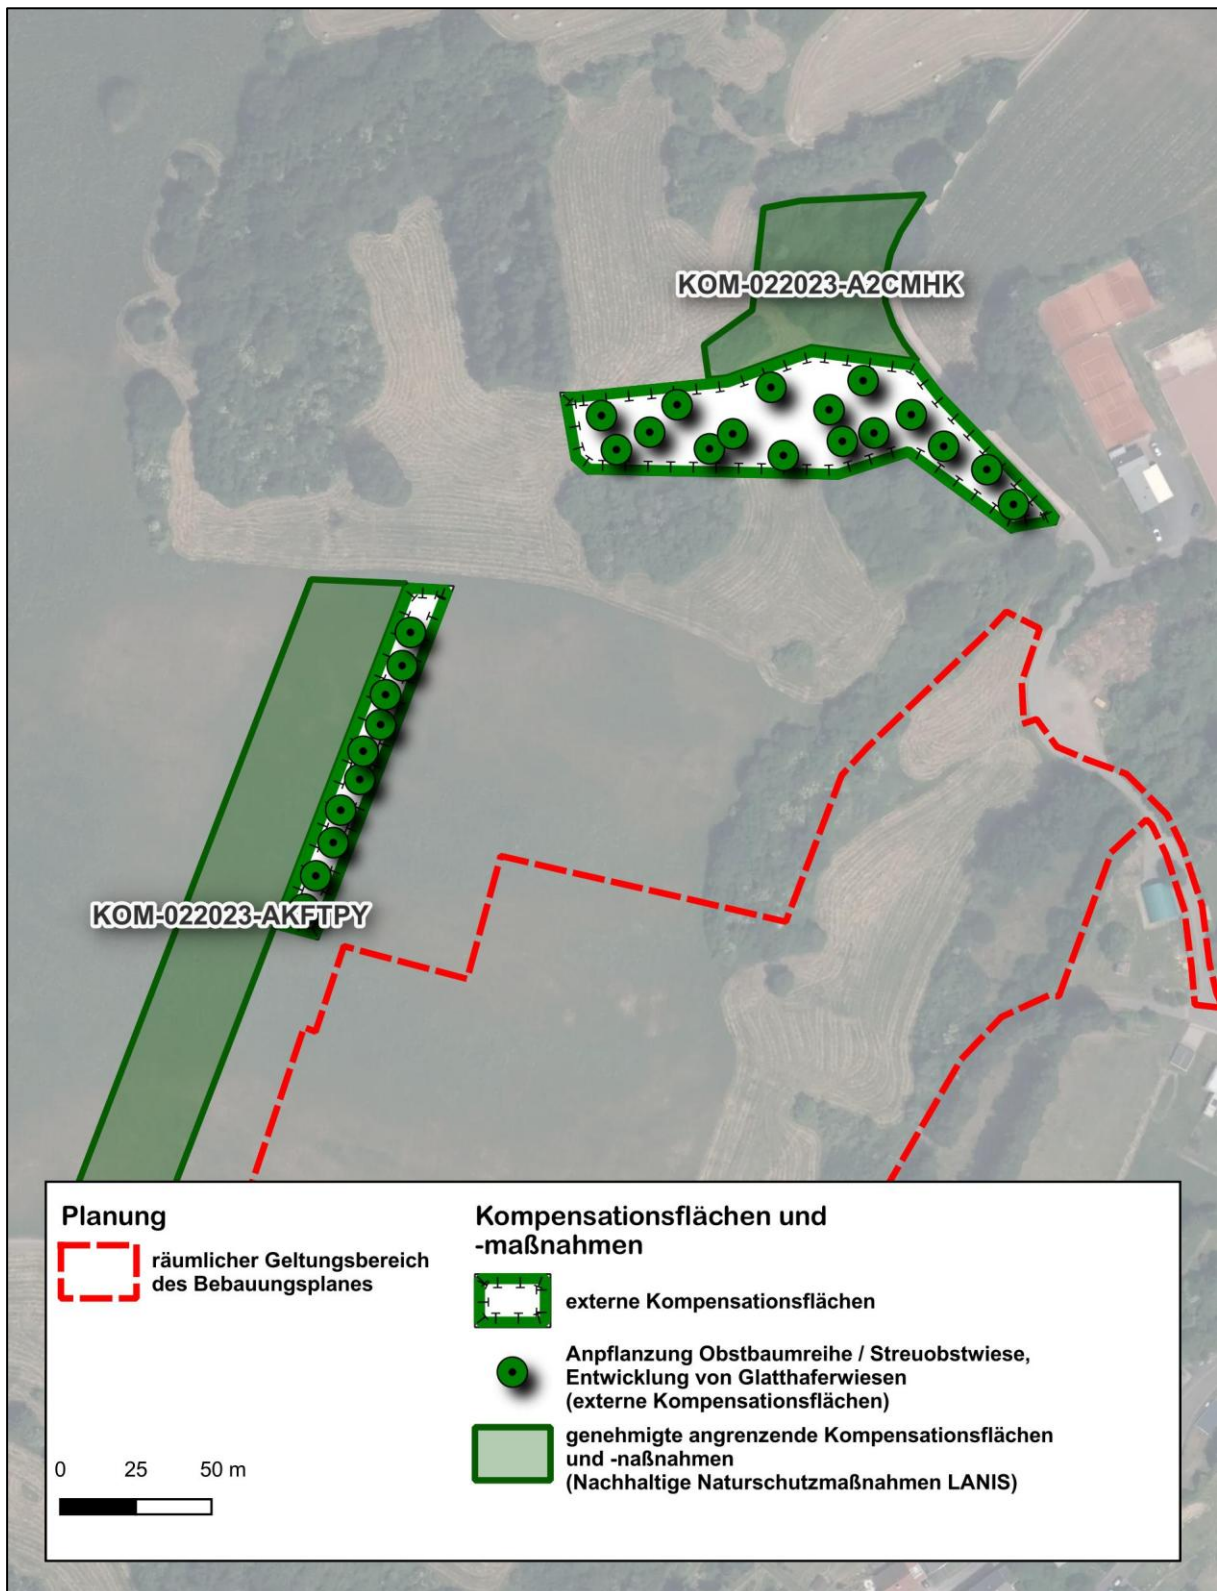 KOM-022023-A2CMHK
KOM-022023-AKFTPY
Planung
räumlicher Geltungsbereich
des Bebauungsplanes
0 25 50 m
Kompensationsflächen und
-maßnahmen
externe Kompensationsflächen
Anpflanzung Obstbaumreihe / Streuobstwiese,
Entwicklung von Glatthaferwiesen
(externe Kompensationsflächen)
genehmigte angrenzende Kompensationsflächen
und -naßnahmen
(Nachhaltige Naturschutzmaßnahmen LANIS)